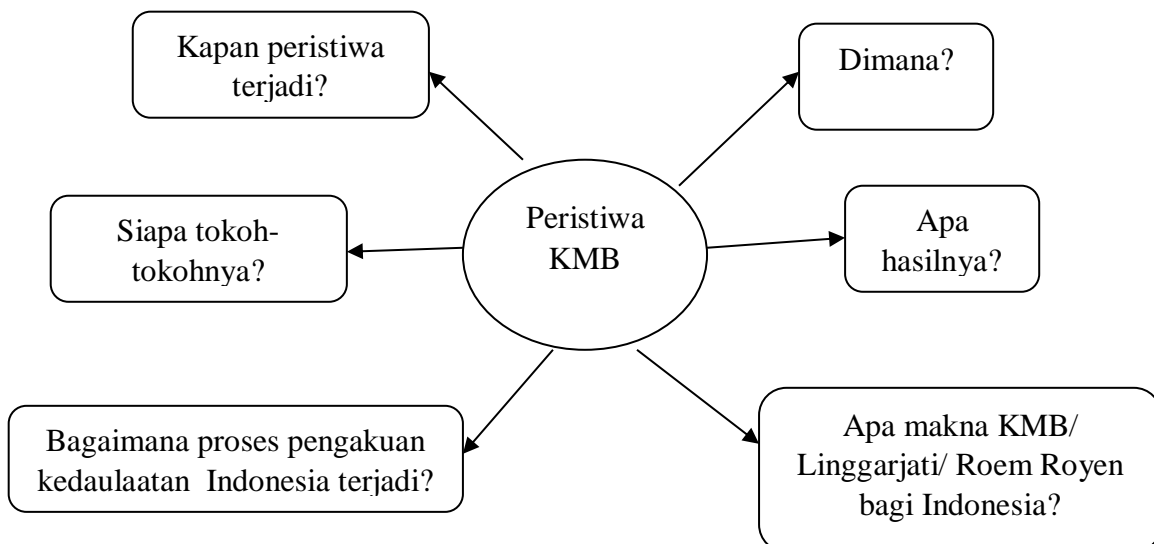 Kapan peristiwa
terjadi?
Dimana?
Siapa tokoh-
tokohnya?
Peristiwa
KMB
Apa
hasilnya?
Bagaimana proses pengakuan
kedaulaatan Indonesia terjadi?
Apa makna KMB/
Linggarjati/ Roem Royen
bagi Indonesia?